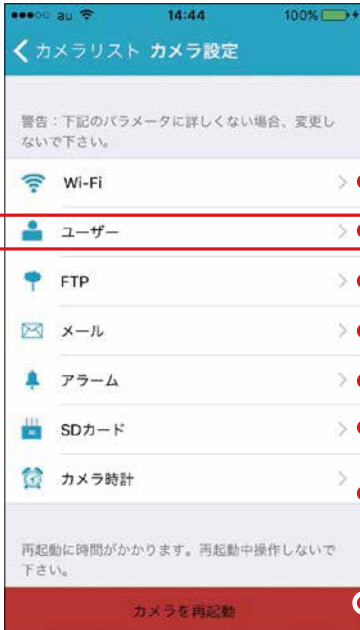 au 14:44 100%
カメラリスト カメラ設定
警告：下記のパラメータに詳しくない場合、変更し
ないで下さい。
Wi-Fi
ユーザー
FTP
メール
アラーム
SDカード
カメラ時計
再起動に時間がかかります。再起動中操作しないで
下さい。
カメラを再起動